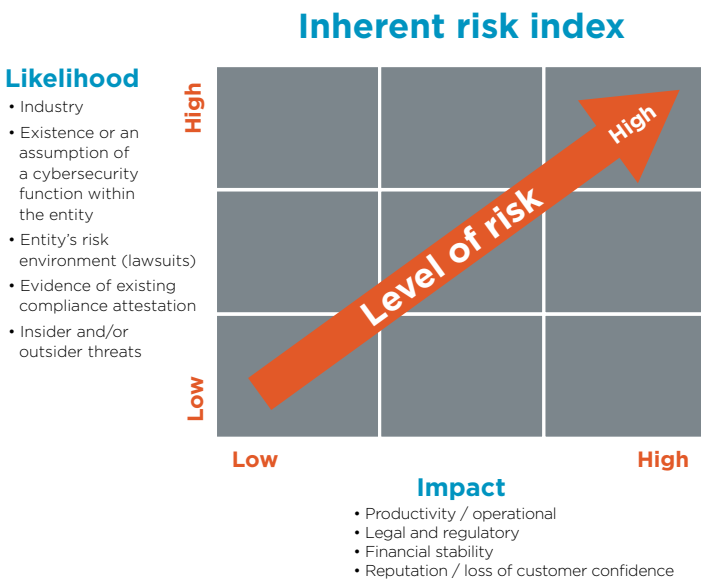 Inherent risk index
Likelihood
• Industry
• Existence or an
assumption of
a cybersecurity
function within
the entity
• Entity's risk
environment (lawsuits)
• Evidence of existing
compliance attestation
• Insider and/or
outsider threats
High
Low
Level of risk
High
Low
High
Impact
• Productivity / operational
• Legal and regulatory
• Financial stability
• Reputation / loss of customer confidence